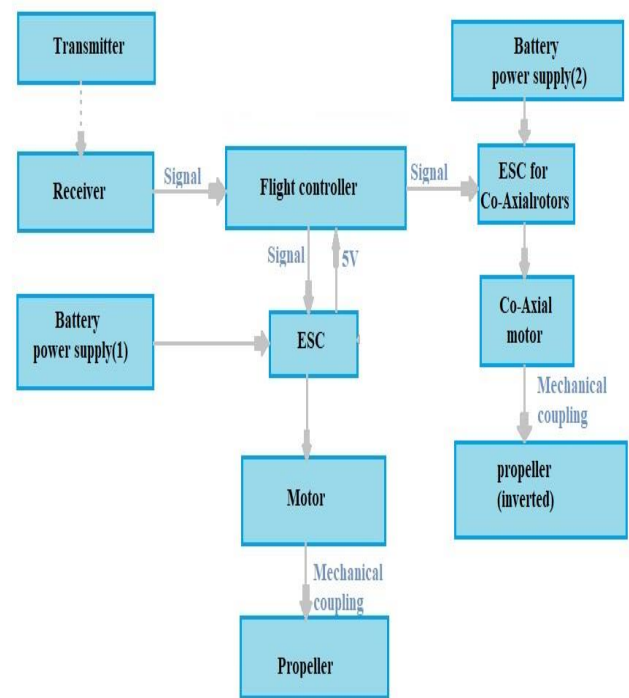 Transmitter
Battery
power supply(2)
Receiver
Signal
Flight controller
Signal
ESC for
Co-Axialrotors
Signal
5V
Battery
power supply(1)
ESC
Co-Axial
motor
Mechanical
coupling
Motor
propeller
(inverted)
Mechanical
coupling
Propeller